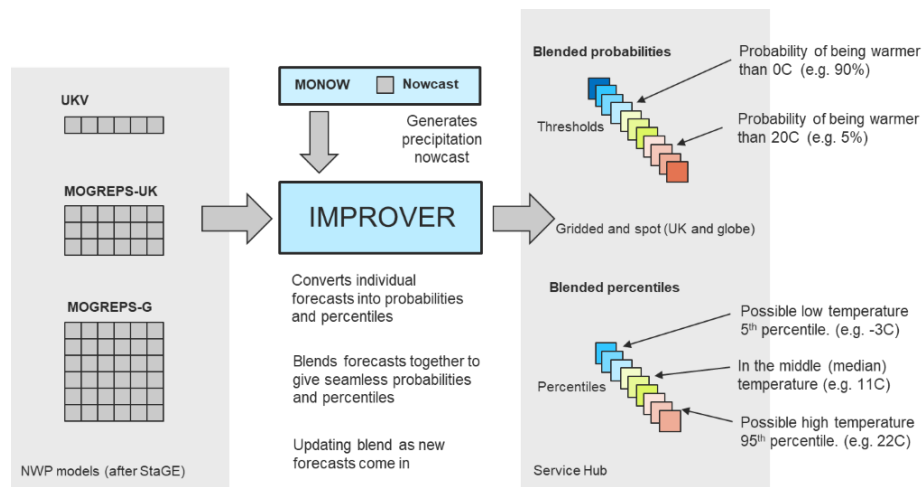 UKV
MOGREPS-UK
MOGREPS-G
NWP models (after StaGE)
MONOW
Nowcast
Generates
precipitation
nowcast
IMPROVER
Converts individual
forecasts into probabilities
and percentiles
Blends forecasts together to
give seamless probabilities
and percentiles
Updating blend as new
forecasts come in
Blended probabilities
Thresholds
Probability of being warmer
than 0C (e.g. 90%)
Probability of being warmer
than 20C (e.g. 5%)
Gridded and spot (UK and globe)
Blended percentiles
Percentiles
Possible low temperature
5th percentile. (e.g. -3C)
In the middle (median)
temperature (e.g. 11C)
Possible high temperature
95th percentile. (e.g. 22C)
Service Hub